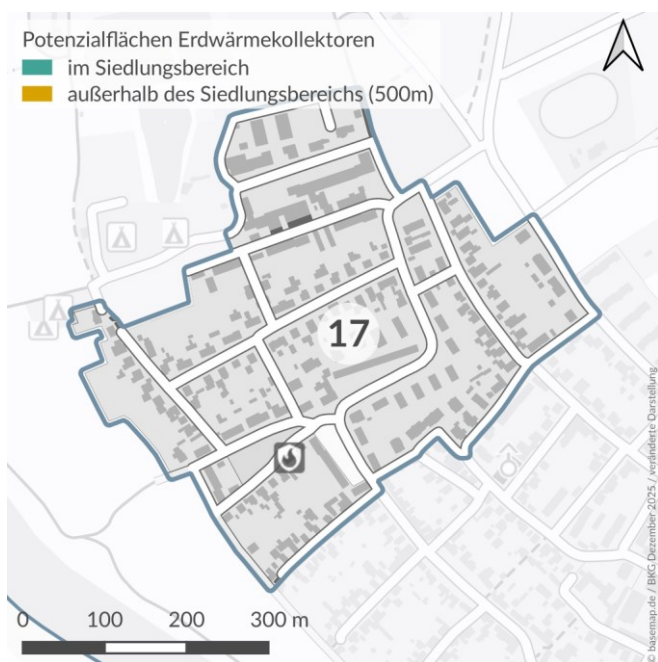 Potenzialflächen Erdwärmekollektoren
im Siedlungsbereich
außerhalb des Siedlungsbereichs (500m)
17
0 100 200 300 m
© basemap.de / BKG Dezember 2025 / veränderte Darstellung